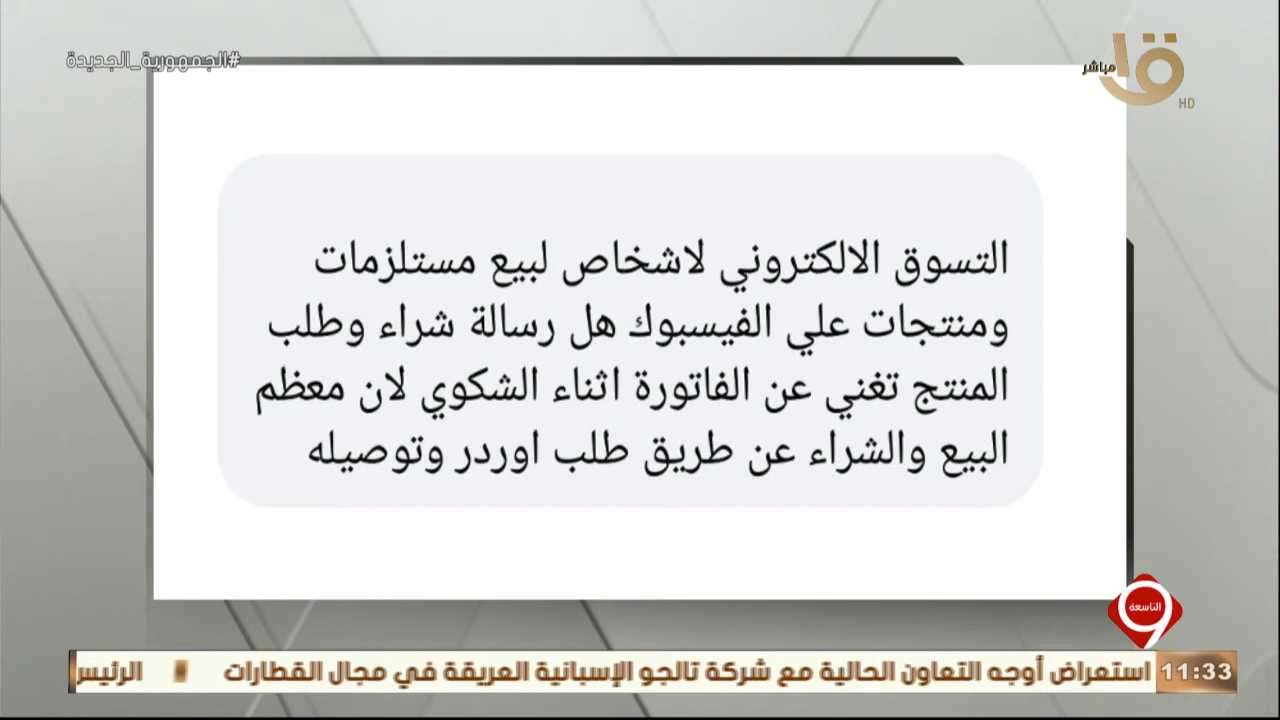 #الجمهورية_الجديدة
مباشر
HD
التسوق الالكتروني لاشخاص لبيع مستلزمات
ومنتجات علي الفيسبوك هل رسالة شراء وطلب
المنتج تغني عن الفاتورة اثناء الشكوي لان معظم
البيع والشراء عن طريق طلب اوردر وتوصيله
التاسعة
9
11:33
استعراض أوجه التعاون الحالية مع شركة تالجو الإسبانية العريقة في مجال القطارات